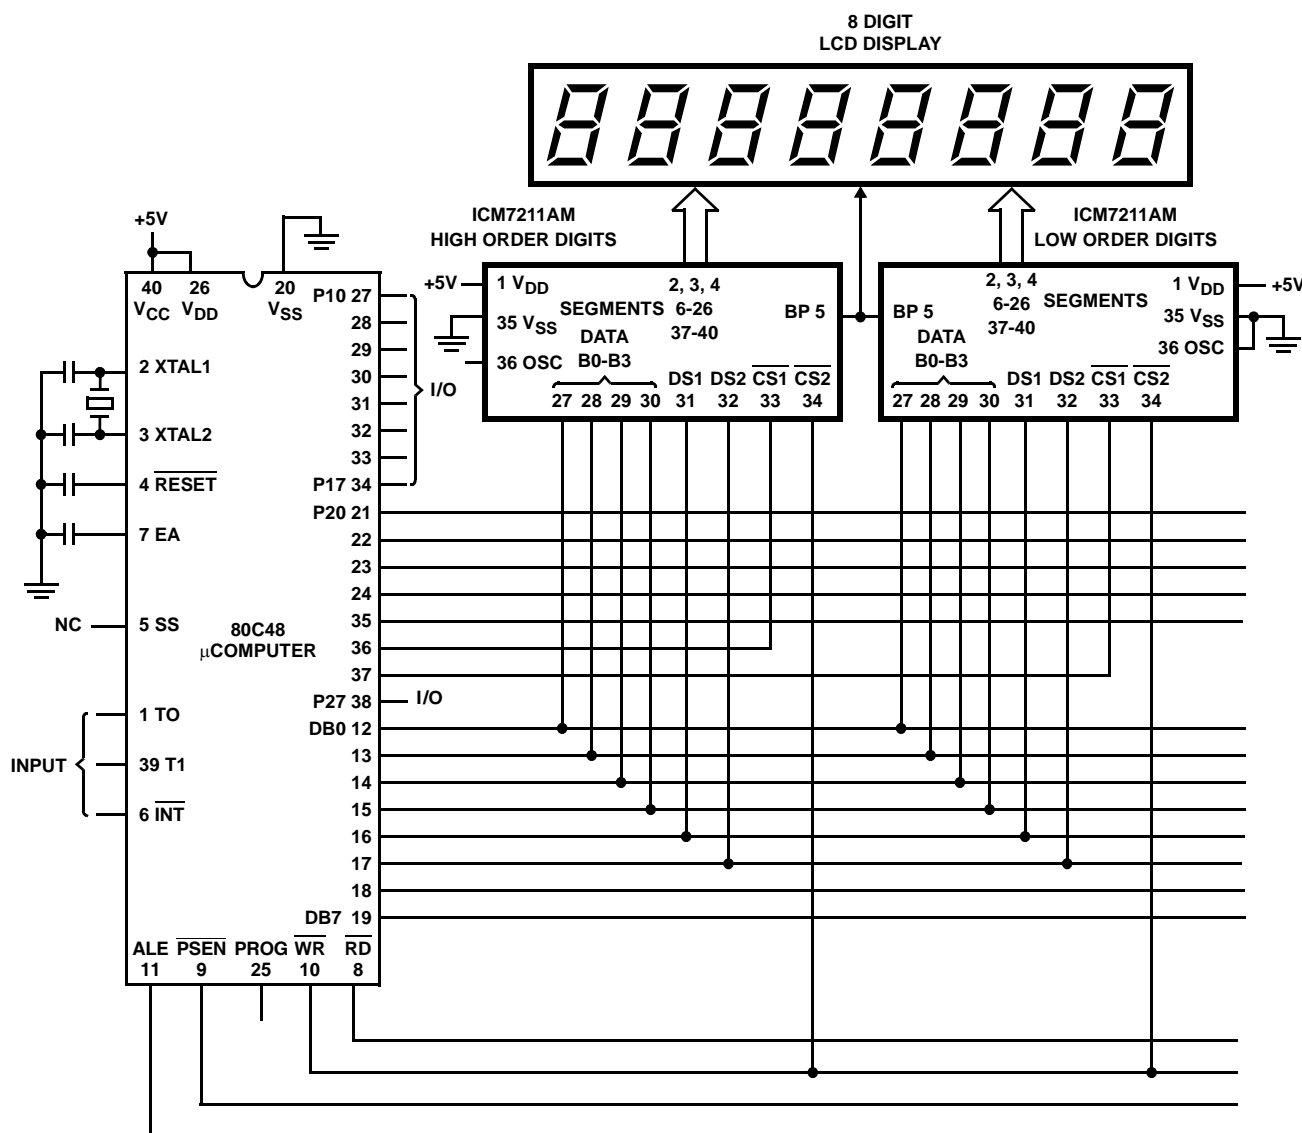 8 DIGIT
LCD DISPLAY
ICM7211AM
HIGH ORDER DIGITS
ICM7211AM
LOW ORDER DIGITS
+5V
1 VDD
35 VSS
36 OSC
SEGMENTS
DATA
B0-B3
2, 3, 4
6-26
37-40
BP 5
DS1 DS2 CS1 CS2
27 28 29 30 31 32 33 34
BP 5
DATA
B0-B3
2, 3, 4
6-26
37-40
SEGMENTS
1 VDD
35 VSS
36 OSC
+5V
DS1 DS2 CS1 CS2
27 28 29 30 31 32 33 34
+5V
40
VCC
26
VDD
20
VSS
2 XTAL1
3 XTAL2
4 RESET
7 EA
NC
5 SS
80C48
μCOMPUTER
INPUT
1 TO
39 T1
6 INT
P10 27
28
29
30
31
32
33
P17 34
I/O
P20 21
22
23
24
35
36
37
P27 38
I/O
DB0 12
13
14
15
16
17
18
DB7 19
ALE PSEN PROG WR RD
11 9 25 10 8